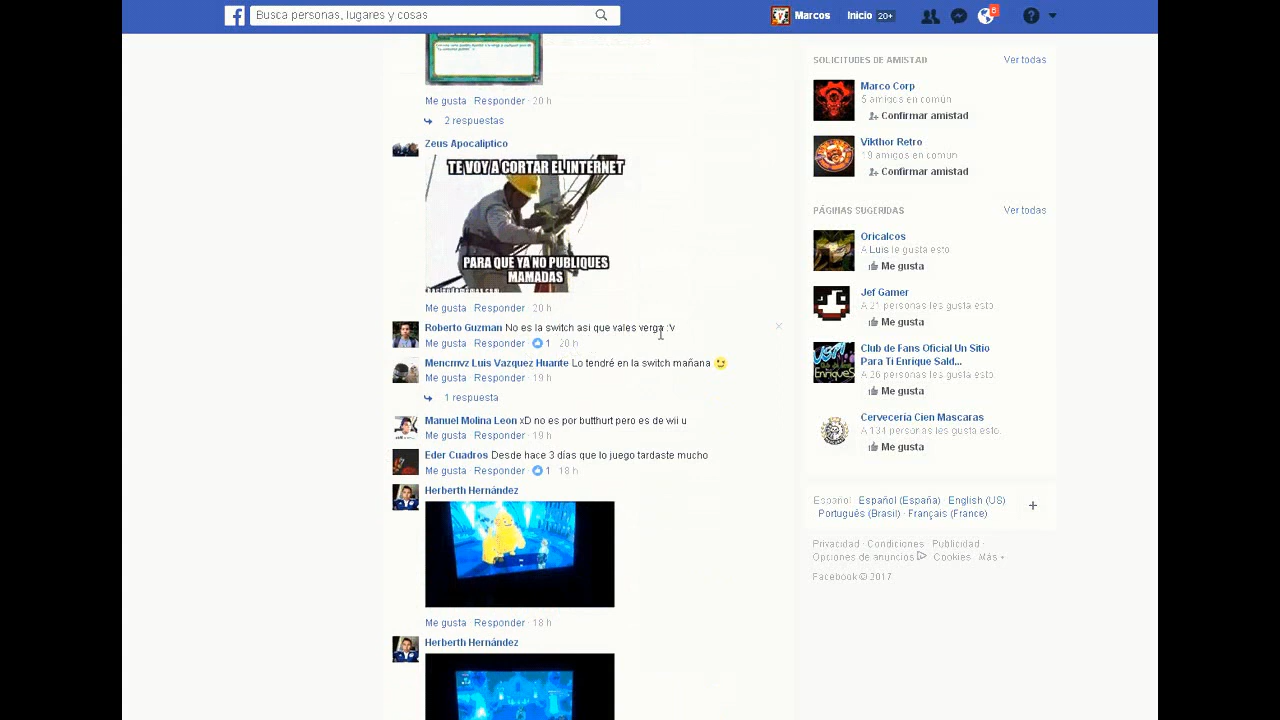 Busca personas, lugares y cosas
Marcos
Inicio 20+
6
Me gusta · Responder · 20 h
2 respuestas
Zeus Apocaliptico
TE VOY A CORTAR EL INTERNET
PARA QUE YA NO PUBLIQUES
MAMADAS
Me gusta · Responder · 20 h
Roberto Guzman No es la switch asi que vales verga :v
Me gusta · Responder · 1 · 20 h
Mencmvz Luis Vazquez Huante Lo tendré en la switch mañana
Me gusta · Responder · 19 h
1 respuesta
Manuel Molina Leon xD no es por butthurt pero es de wii u
Me gusta · Responder · 19 h
Eder Cuadros Desde hace 3 días que lo juego tardaste mucho
Me gusta · Responder · 1 · 18 h
Herberth Hernández
Me gusta · Responder · 18 h
Herberth Hernández
SOLICITUDES DE AMISTAD Ver todas
Marco Corp
5 amigos en común
Confirmar amistad
Vikthor Retro
19 amigos en común
Confirmar amistad
PÁGINAS SUGERIDAS Ver todas
Oricalcos
A Luis le gusta esto.
Me gusta
Jef Gamer
A 21 personas les gusta esto.
Me gusta
Club de Fans Oficial Un Sitio
Para Ti Enrique Sald...
A 26 personas les gusta esto.
Me gusta
Cervecería Cien Mascaras
A 134 personas les gusta esto.
Me gusta
Español · Español (España) · English (US) ·
Português (Brasil) · Français (France)
Privacidad · Condiciones · Publicidad ·
Opciones de anuncios · Cookies · Más
Facebook © 2017